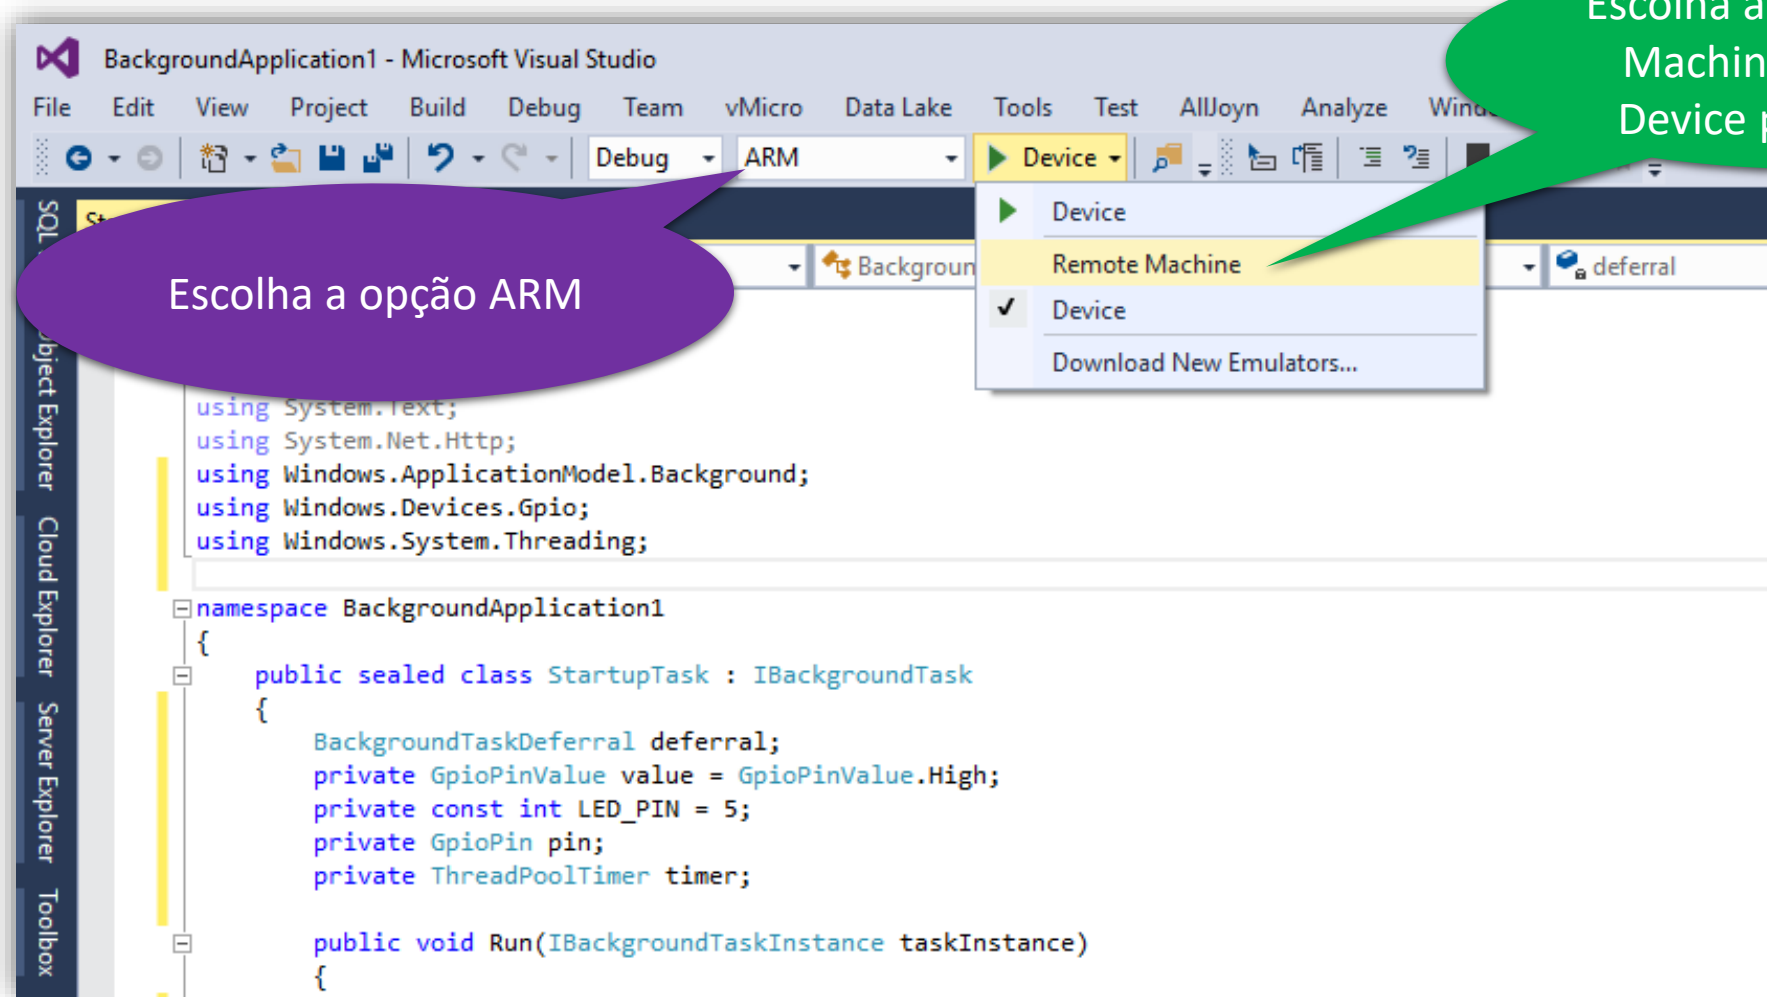 Escolha a
Machin
Device
BackgroundApplication1 - Microsoft Visual Studio
File Edit View Project Build Debug Team vMicro Data Lake Tools Test AllJoyn Analyze
Debug ARM Device
Device
Remote Machine
Device
Download New Emulators...
Escolha a opção ARM
deferral
SQL
Explorer
Cloud Explorer
Server Explorer
Toolbox
using System.Text;
using System.Net.Http;
using Windows.ApplicationModel.Background;
using Windows.Devices.Gpio;
using Windows.System.Threading;
namespace BackgroundApplication1
{
public sealed class StartupTask : IBackgroundTask
{
BackgroundTaskDeferral deferral;
private GpioPinValue value = GpioPinValue.High;
private const int LED_PIN = 5;
private GpioPin pin;
private ThreadPoolTimer timer;
public void Run(IBackgroundTaskInstance taskInstance)
{